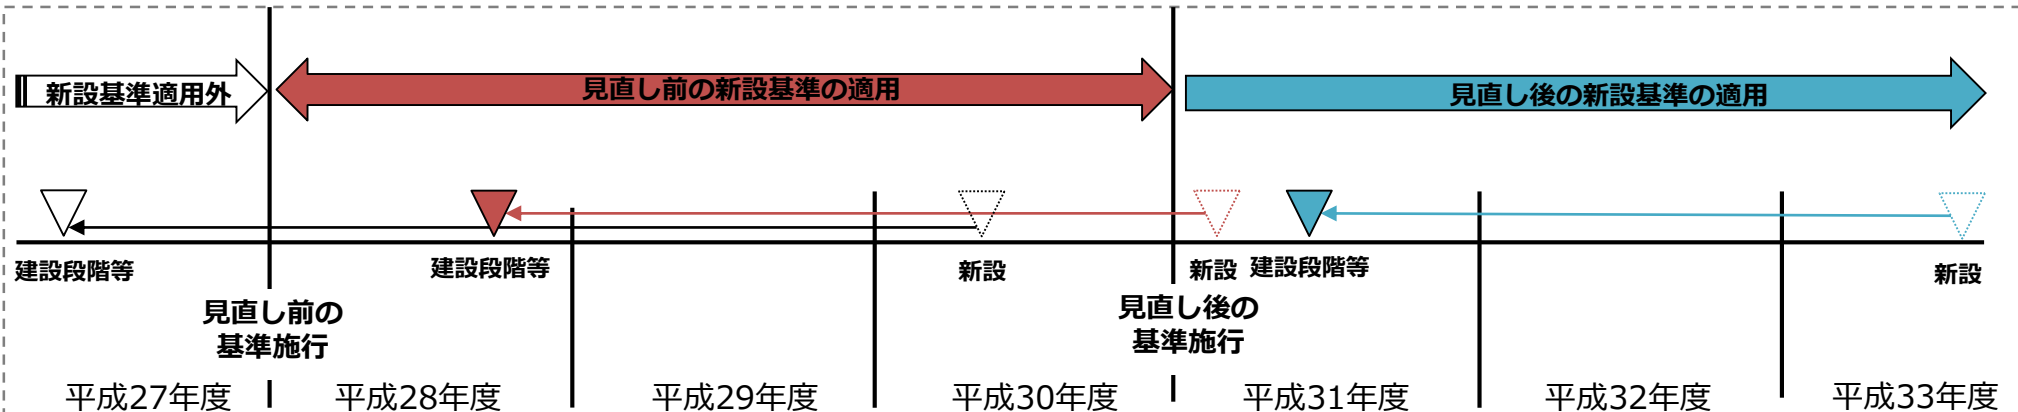 新設基準適用外
見直し前の新設基準の適用
見直し後の新設基準の適用
建設段階等
建設段階等
新設
新設
建設段階等
新設
見直し前の
基準施行
見直し後の
基準施行
平成27年度
平成28年度
平成29年度
平成30年度
平成31年度
平成32年度
平成33年度